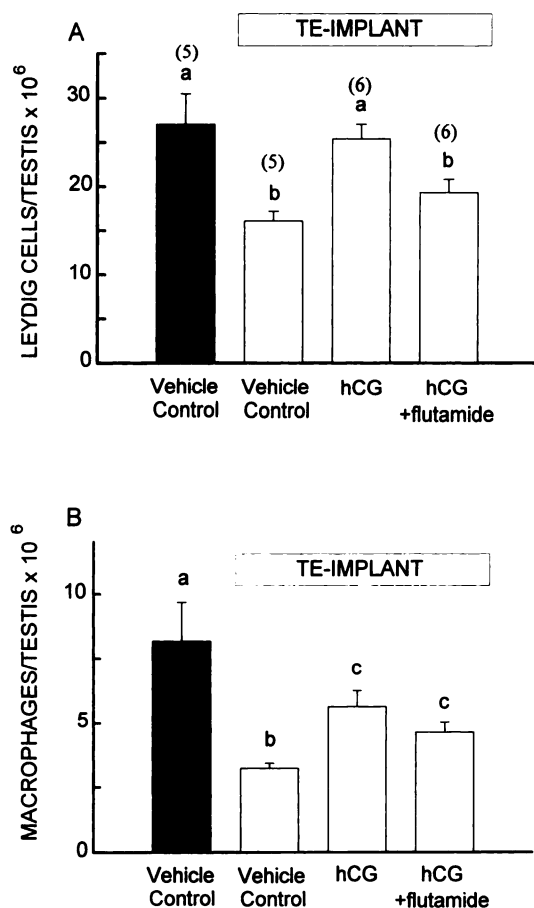 A
TE-IMPLANT
(5)
a
(5)
b
(6)
a
(6)
b
LEYDIG CELLS/TESTIS x 10^6
30
20
10
0
Vehicle Control
Vehicle Control
hCG
hCG +flutamide
B
TE-IMPLANT
a
b
c
c
MACROPHAGES/TESTIS x 10^6
10
5
0
Vehicle Control
Vehicle Control
hCG
hCG +flutamide